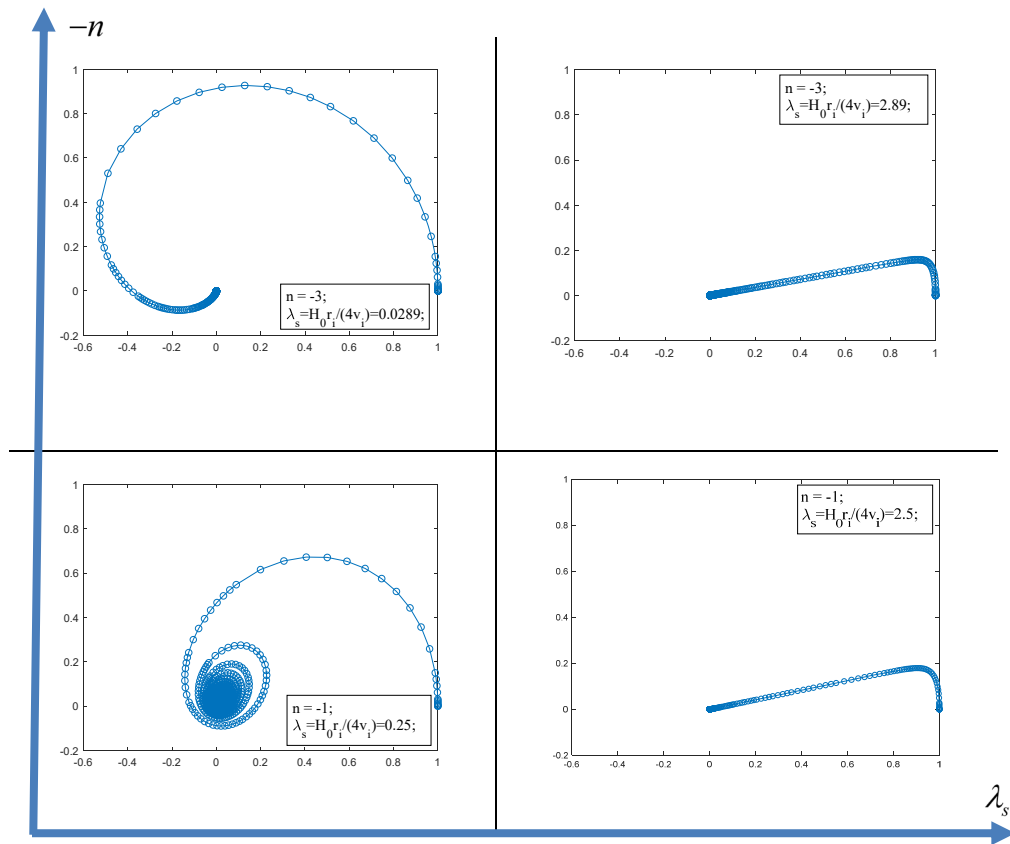 −n
1
0.8
0.6
0.4
0.2
0
-0.2
-0.6 -0.4 -0.2 0 0.2 0.4 0.6 0.8 1
n = -3;
λs=H0ri/(4vi)=0.0289;
1
0.8
0.6
0.4
0.2
0
-0.2
-0.6 -0.4 -0.2 0 0.2 0.4 0.6 0.8 1
n = -3;
λs=H0ri/(4vi)=2.89;
1
0.8
0.6
0.4
0.2
0
-0.2
-0.6 -0.4 -0.2 0 0.2 0.4 0.6 0.8 1
n = -1;
λs=H0ri/(4vi)=0.25;
1
0.8
0.6
0.4
0.2
0
-0.2
-0.6 -0.4 -0.2 0 0.2 0.4 0.6 0.8 1
n = -1;
λs=H0ri/(4vi)=2.5;
λs